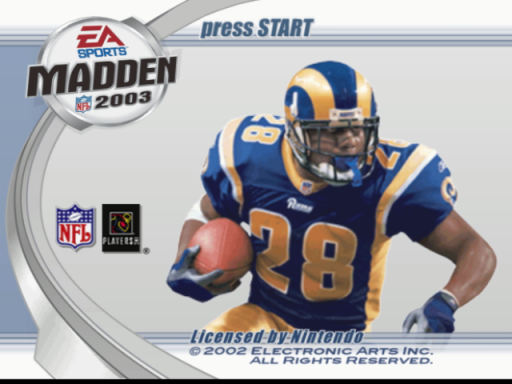 press START
EA
SPORTS
MADDEN
NFL
2003
28
28
Rams
28
NFL
PLAYERS
®
Licensed by Nintendo
© 2002 ELECTRONIC ARTS INC.
ALL RIGHTS RESERVED.